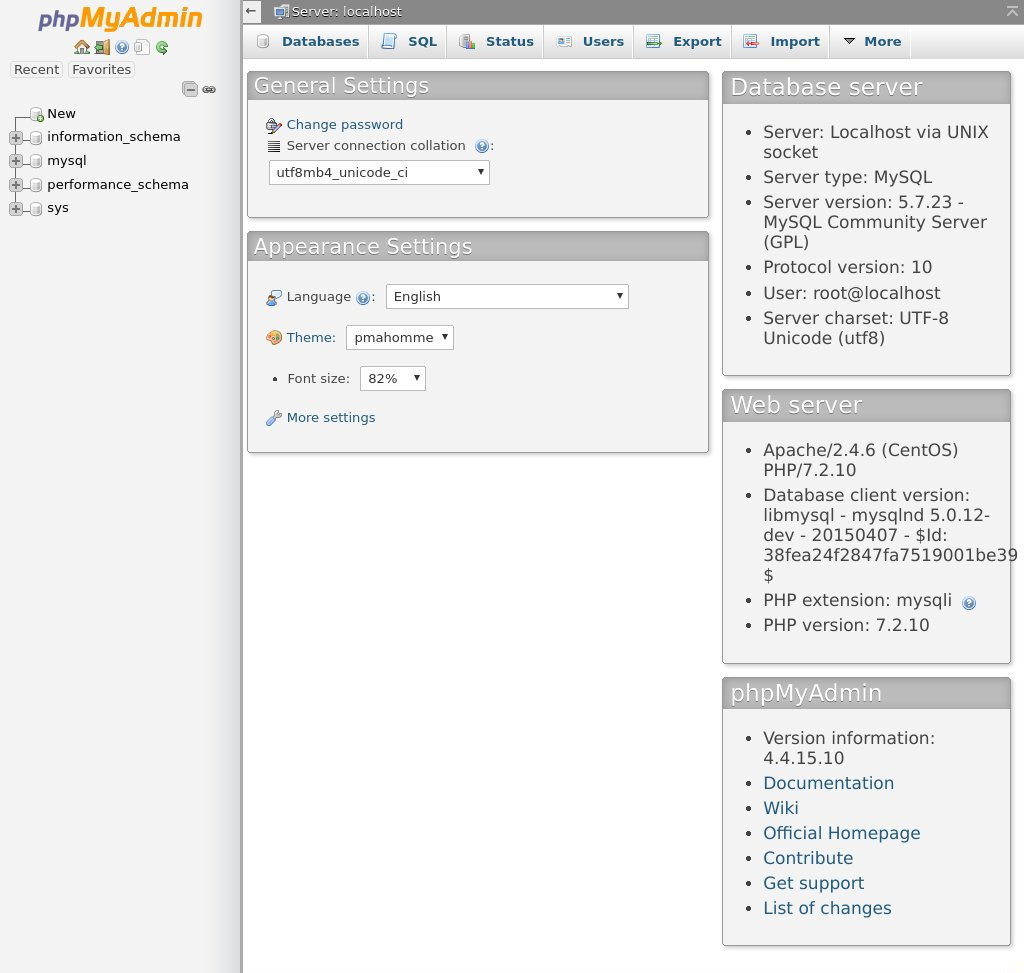 phpMyAdmin
Recent Favorites
New
information_schema
mysql
performance_schema
sys
Server: localhost
Databases SQL Status Users Export Import More
General Settings
Change password
Server connection collation :
utf8mb4_unicode_ci
Appearance Settings
Language :
English
Theme: pmahomme
• Font size: 82%
More settings
Database server
• Server: Localhost via UNIX
socket
• Server type: MySQL
• Server version: 5.7.23 -
MySQL Community Server
(GPL)
• Protocol version: 10
• User: root@localhost
• Server charset: UTF-8
Unicode (utf8)
Web server
• Apache/2.4.6 (CentOS)
PHP/7.2.10
• Database client version:
libmysql - mysqlnd 5.0.12-
dev - 20150407 - $Id:
38fea24f2847fa7519001be39
$
• PHP extension: mysqli
• PHP version: 7.2.10
phpMyAdmin
• Version information:
4.4.15.10
• Documentation
• Wiki
• Official Homepage
• Contribute
• Get support
• List of changes